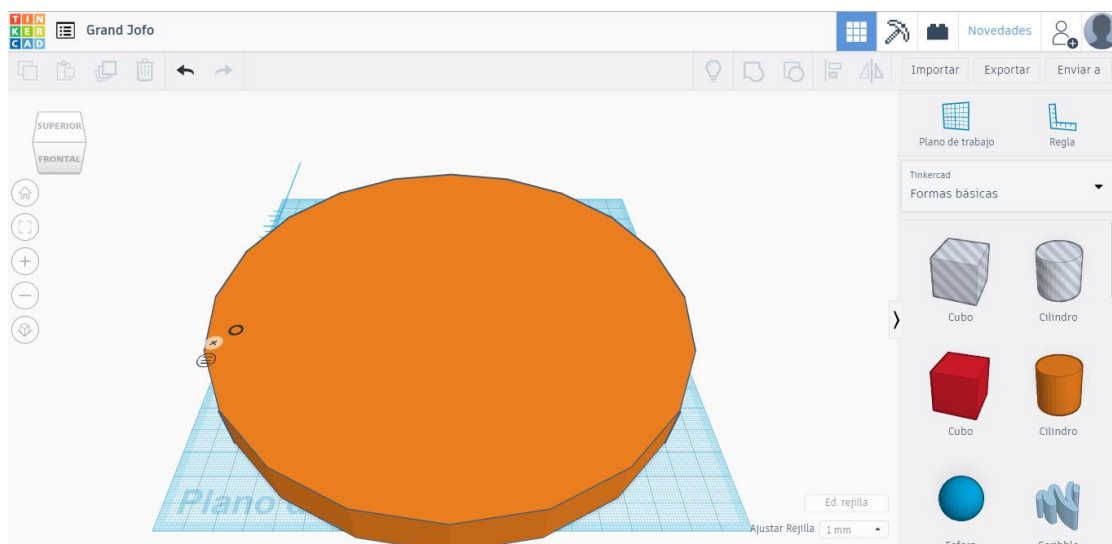 TIN
KER
CAD
Grand Jofo
Novedades
Importar
Exportar
Enviar a
SUPERIOR
FRONTAL
Plano de trabajo
Regla
Tinkercad
Formas básicas
Cubo
Cilindro
Cubo
Cilindro
Plano
Ed. rejilla
Ajustar Rejilla 1 mm
Esfera
Scribble